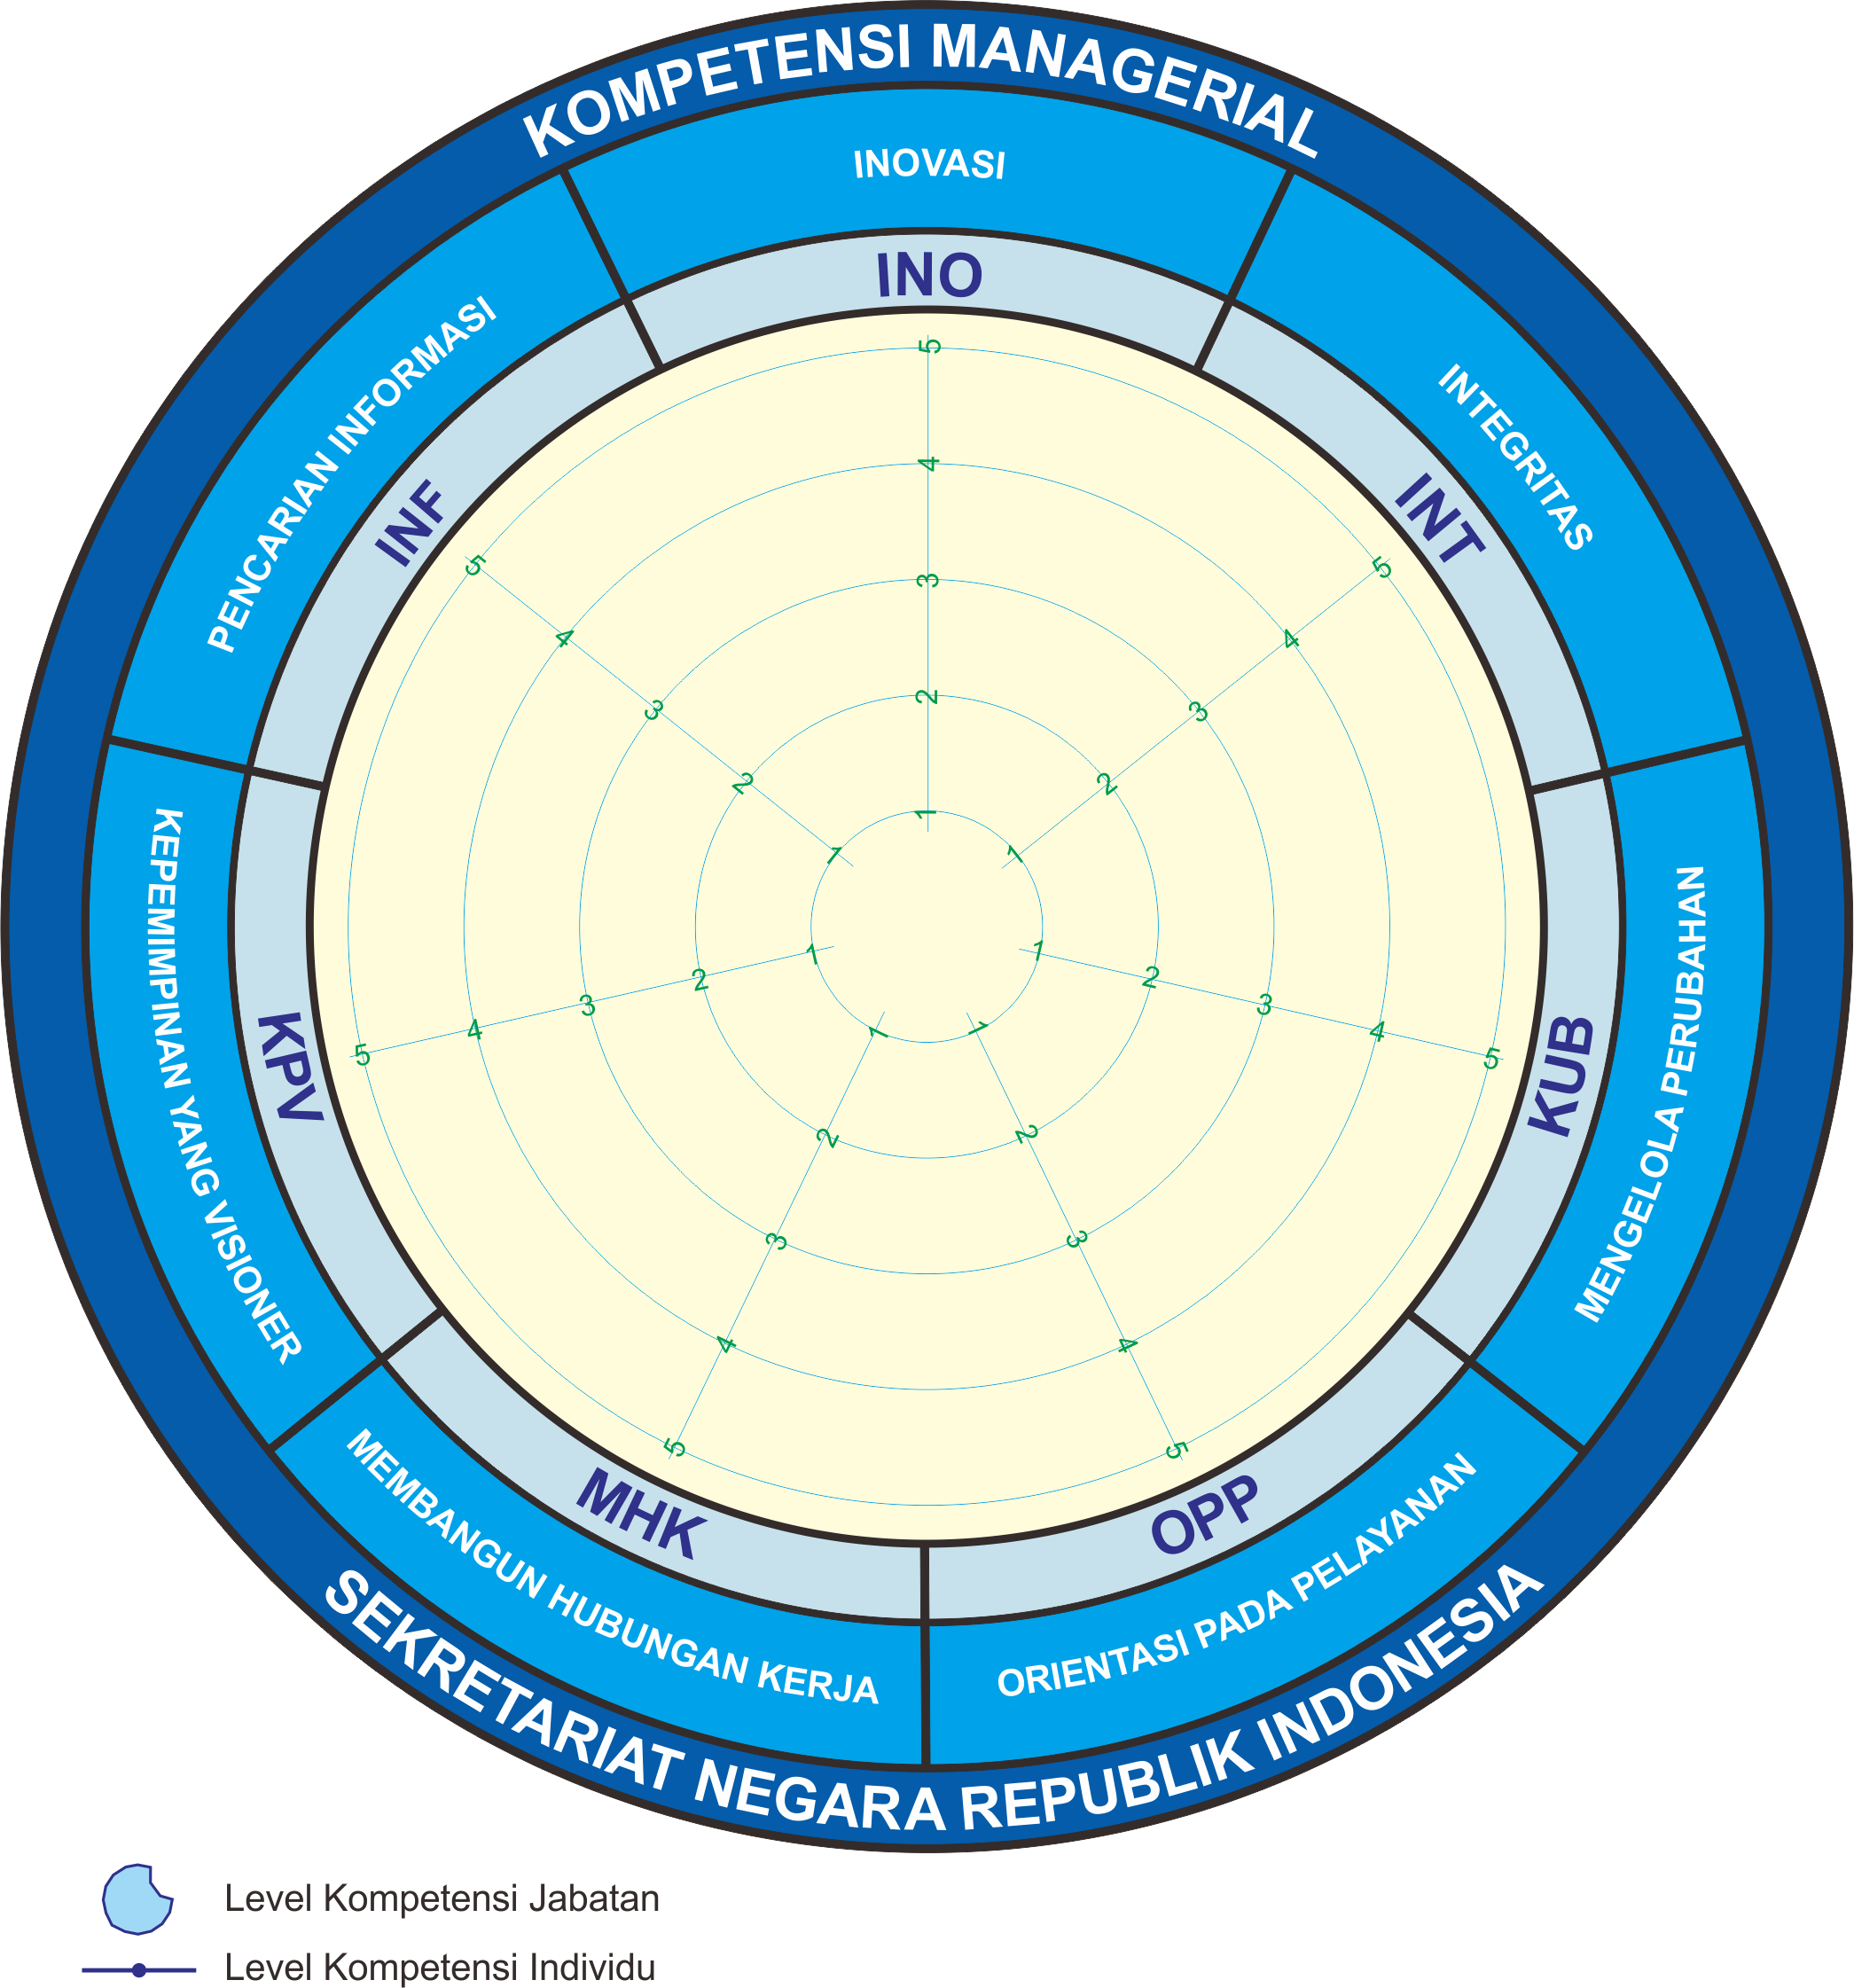 KOMPETENSI MANAGERIAL
INOVASI
INO
INTEGRITAS
INT
MENGELOLA PERUBAHAN
KUB
ORIENTASI PADA PELAYANAN
OPP
MEMBANGUN HUBUNGAN KERJA
MHK
KEPEMIMPINAN YANG VISIONER
KPV
PENCARIAN INFORMASI
INF
5 4 3 2 1
5 4 3 2 1
5 4 3 2 1
5 4 3 2 1
5 4 3 2 1
5 4 3 2 1
5 4 3 2 1
SEKRETARIAT NEGARA REPUBLIK INDONESIA
Level Kompetensi Jabatan
Level Kompetensi Individu